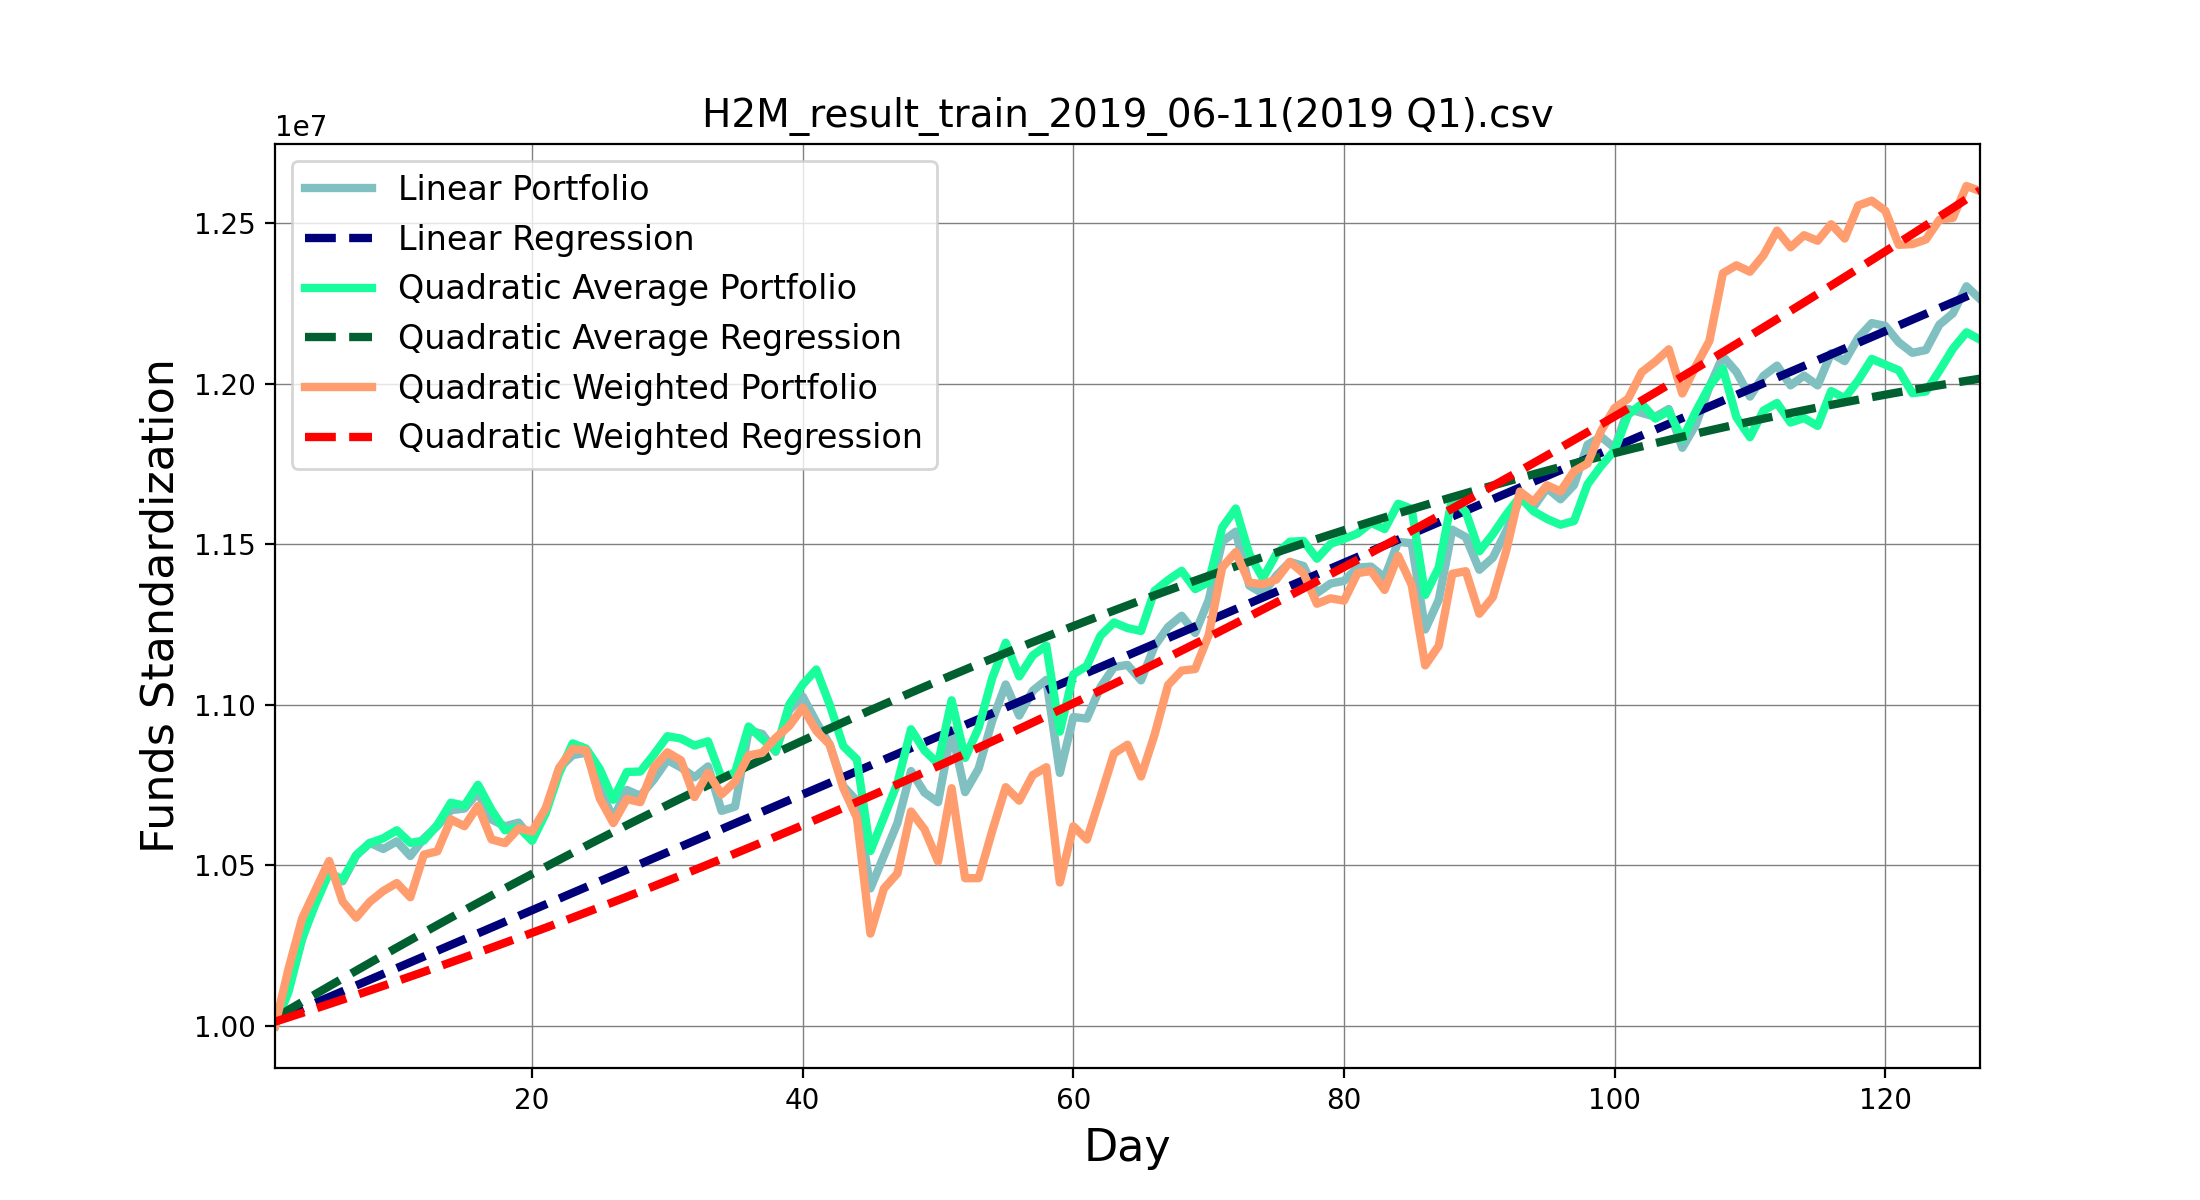 H2M_result_train_2019_06-11(2019 Q1).csv
1e7
Linear Portfolio
Linear Regression
Quadratic Average Portfolio
Quadratic Average Regression
Quadratic Weighted Portfolio
Quadratic Weighted Regression
Funds Standardization
1.25
1.20
1.15
1.10
1.05
1.00
20 40 60 80 100 120
Day